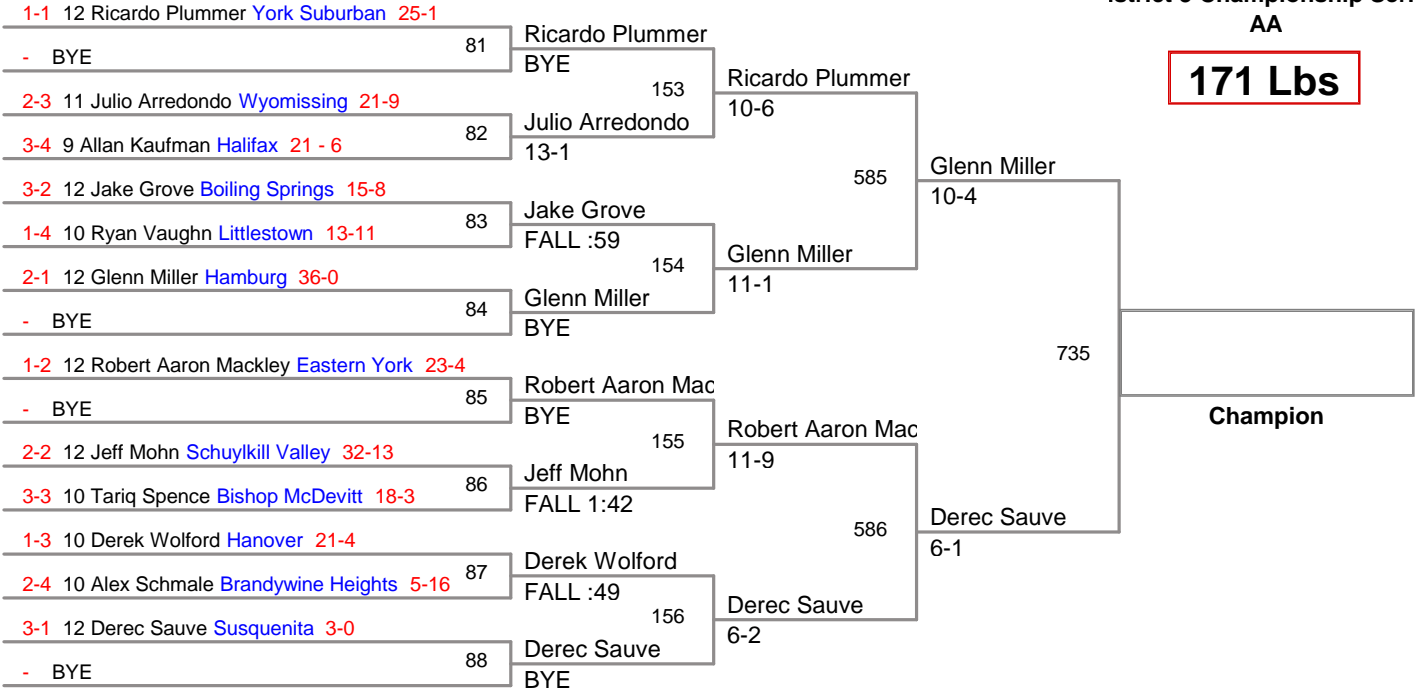 istrict 3 Championship Seri
AA
171 Lbs
1-1 12 Ricardo Plummer York Suburban 25-1
- BYE
2-3 11 Julio Arredondo Wyomissing 21-9
3-4 9 Allan Kaufman Halifax 21 - 6
3-2 12 Jake Grove Boiling Springs 15-8
1-4 10 Ryan Vaughn Littlestown 13-11
2-1 12 Glenn Miller Hamburg 36-0
- BYE
1-2 12 Robert Aaron Mackley Eastern York 23-4
- BYE
2-2 12 Jeff Mohn Schuylkill Valley 32-13
3-3 10 Tariq Spence Bishop McDevitt 18-3
1-3 10 Derek Wolford Hanover 21-4
2-4 10 Alex Schmale Brandywine Heights 5-16
3-1 12 Derec Sauve Susquenita 3-0
- BYE
81
82
83
84
85
86
87
88
Ricardo Plummer
BYE
Julio Arredondo
13-1
Jake Grove
FALL :59
Glenn Miller
BYE
Robert Aaron Mac
BYE
Jeff Mohn
FALL 1:42
Derek Wolford
FALL :49
Derec Sauve
BYE
153
154
155
156
Ricardo Plummer
10-6
Glenn Miller
11-1
Robert Aaron Mac
11-9
Derec Sauve
6-2
585
586
Glenn Miller
10-4
Derec Sauve
6-1
735
Champion